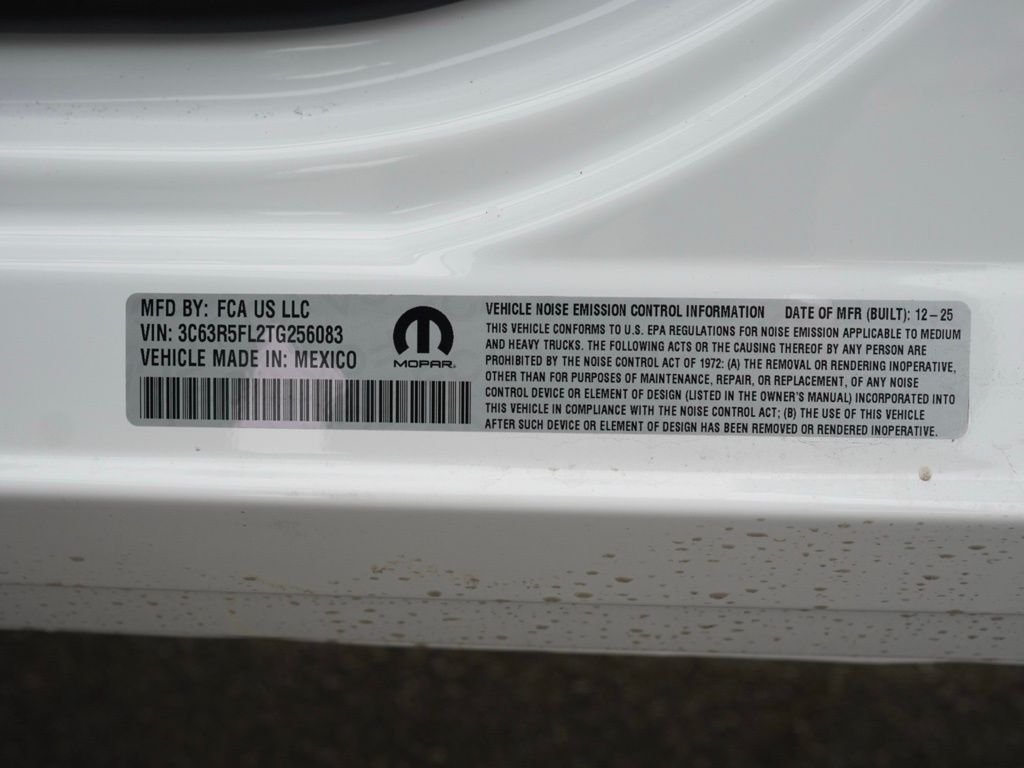 MFD BY: FCA US LLC
VIN: 3C63R5FL2TG256083
VEHICLE MADE IN: MEXICO
MOPAR
VEHICLE NOISE EMISSION CONTROL INFORMATION DATE OF MFR (BUILT): 12-25
THIS VEHICLE CONFORMS TO U.S. EPA REGULATIONS FOR NOISE EMISSION APPLICABLE TO MEDIUM
AND HEAVY TRUCKS. THE FOLLOWING ACTS OR THE CAUSING THEREOF BY ANY PERSON ARE
PROHIBITED BY THE NOISE CONTROL ACT OF 1972: (A) THE REMOVAL OR RENDERING INOPERATIVE,
OTHER THAN FOR PURPOSES OF MAINTENANCE, REPAIR, OR REPLACEMENT, OF ANY NOISE
CONTROL DEVICE OR ELEMENT OF DESIGN (LISTED IN THE OWNER'S MANUAL) INCORPORATED INTO
THIS VEHICLE IN COMPLIANCE WITH THE NOISE CONTROL ACT; (B) THE USE OF THIS VEHICLE
AFTER SUCH DEVICE OR ELEMENT OF DESIGN HAS BEEN REMOVED OR RENDERED INOPERATIVE.